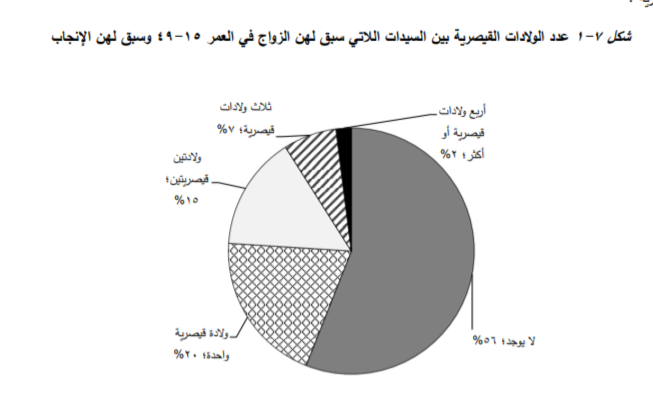 شكل ٧-١ عدد الولادات القيصرية بين السيدات اللاتي سبق لهن الزواج في العمر ١٥-٤٩ وسبق لهن الإنجاب
أربع ولادات
قيصرية أو
أكثر؛ ٢%
ثلاث ولادات
قيصرية؛ ٧%
ولادتين
قيصريتين؛
١٥%
ولادة قيصرية
واحدة؛ ٢٠%
لا يوجد؛ ٥٦%